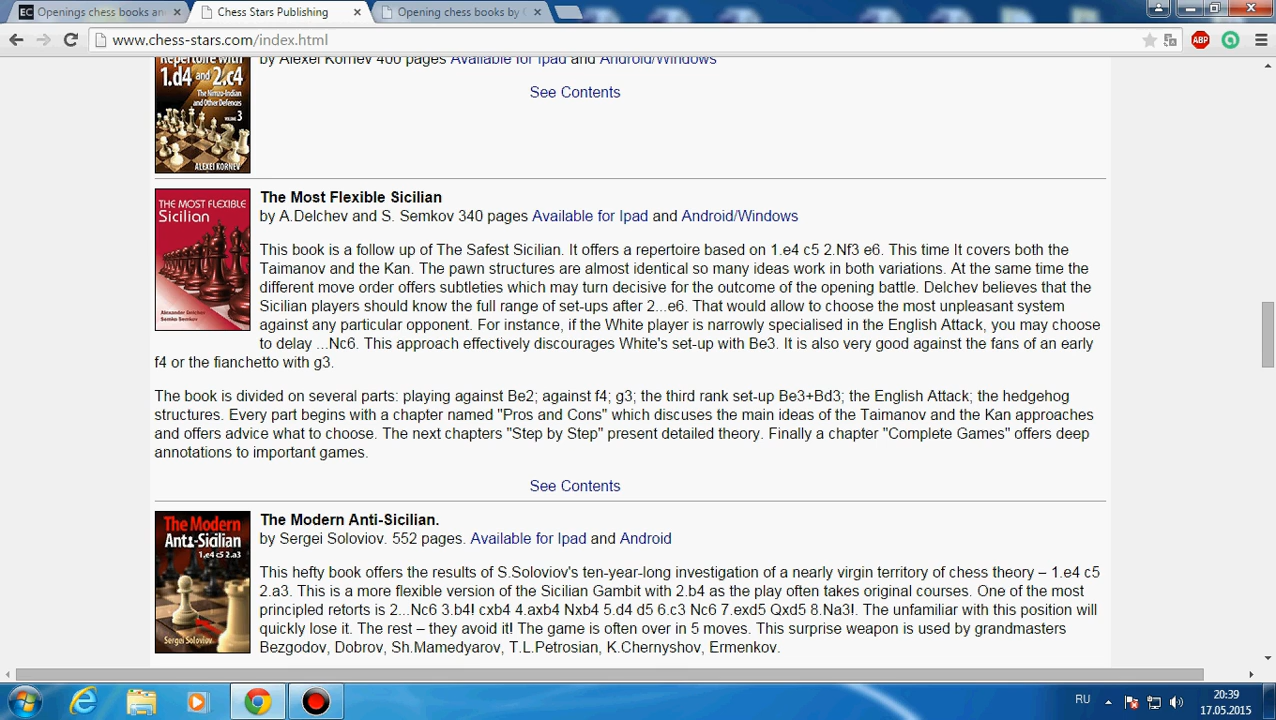 EC Openings chess books an
Chess Stars Publishing
Opening chess books by
www.chess-stars.com/index.html
ABP
Repertoire with
1.d4 and 2.c4
The Nimzo-Indian
and Other Defences
VOLUME 3
ALEXEI KORNEV
by Alexei Kornev 400 pages Available for Ipad and Android/Windows
See Contents
THE MOST FLEXIBLE
Sicilian
Alexander Delchev
Semko Semkov
The Most Flexible Sicilian
by A.Delchev and S. Semkov 340 pages Available for Ipad and Android/Windows
This book is a follow up of The Safest Sicilian. It offers a repertoire based on 1.e4 c5 2.Nf3 e6. This time It covers both the
Taimanov and the Kan. The pawn structures are almost identical so many ideas work in both variations. At the same time the
different move order offers subtleties which may turn decisive for the outcome of the opening battle. Delchev believes that the
Sicilian players should know the full range of set-ups after 2...e6. That would allow to choose the most unpleasant system
against any particular opponent. For instance, if the White player is narrowly specialised in the English Attack, you may choose
to delay ...Nc6. This approach effectively discourages White's set-up with Be3. It is also very good against the fans of an early
f4 or the fianchetto with g3.
The book is divided on several parts: playing against Be2; against f4; g3; the third rank set-up Be3+Bd3; the English Attack; the hedgehog
structures. Every part begins with a chapter named "Pros and Cons" which discuses the main ideas of the Taimanov and the Kan approaches
and offers advice what to choose. The next chapters "Step by Step" present detailed theory. Finally a chapter "Complete Games" offers deep
annotations to important games.
See Contents
The Modern
Anti-Sicilian
1.e4 c5 2.a3
Sergei Soloviov
The Modern Anti-Sicilian.
by Sergei Soloviov. 552 pages. Available for Ipad and Android
This hefty book offers the results of S.Soloviov's ten-year-long investigation of a nearly virgin territory of chess theory – 1.e4 c5
2.a3. This is a more flexible version of the Sicilian Gambit with 2.b4 as the play often takes original courses. One of the most
principled retorts is 2...Nc6 3.b4! cxb4 4.axb4 Nxb4 5.d4 d5 6.c3 Nc6 7.exd5 Qxd5 8.Na3!. The unfamiliar with this position will
quickly lose it. The rest – they avoid it! The game is often over in 5 moves. This surprise weapon is used by grandmasters
Bezgodov, Dobrov, Sh.Mamedyarov, T.L.Petrosian, K.Chernyshov, Ermenkov.
RU
20:39
17.05.2015